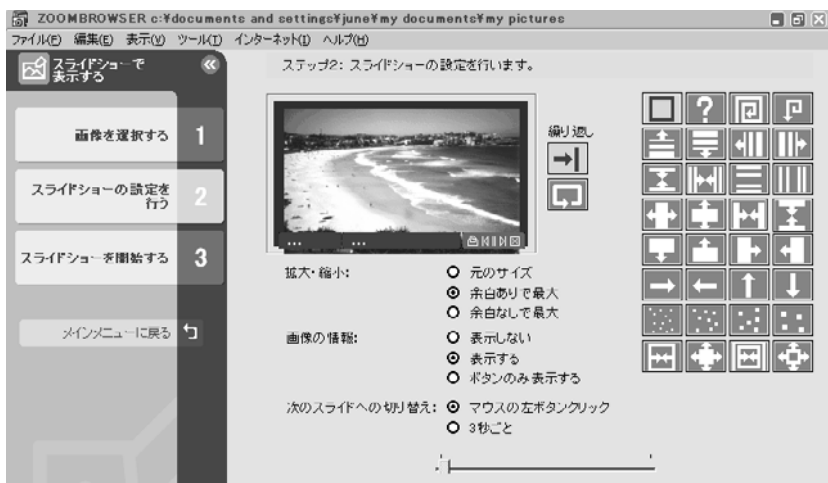 ZOOMBROWSER c:¥documents and settings¥june¥my documents¥my pictures
ファイル(F) 編集(E) 表示(V) ツール(T) インターネット(I) ヘルプ(H)
スライドショーで
表示する
ステップ2: スライドショーの設定を行います。
画像を選択する 1
スライドショーの設定を
行う 2
スライドショーを開始する 3
メインメニューに戻る
繰り返し
拡大・縮小:
元のサイズ
余白ありで最大
余白なしで最大
画像の情報:
表示しない
表示する
ボタンのみ表示する
次のスライドへの切り替え:
マウスの左ボタンクリック
3秒ごと